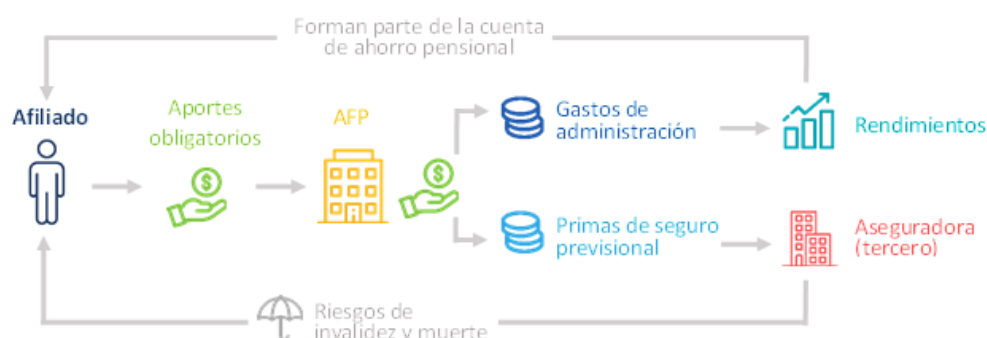 Forman parte de la cuenta
de ahorro pensional
Afiliado
Aportes
obligatorios
AFP
$
$
Gastos de
administración
Rendimientos
Primas de seguro
previsional
Aseguradora
(tercero)
Riesgos de
invalidez y muerte